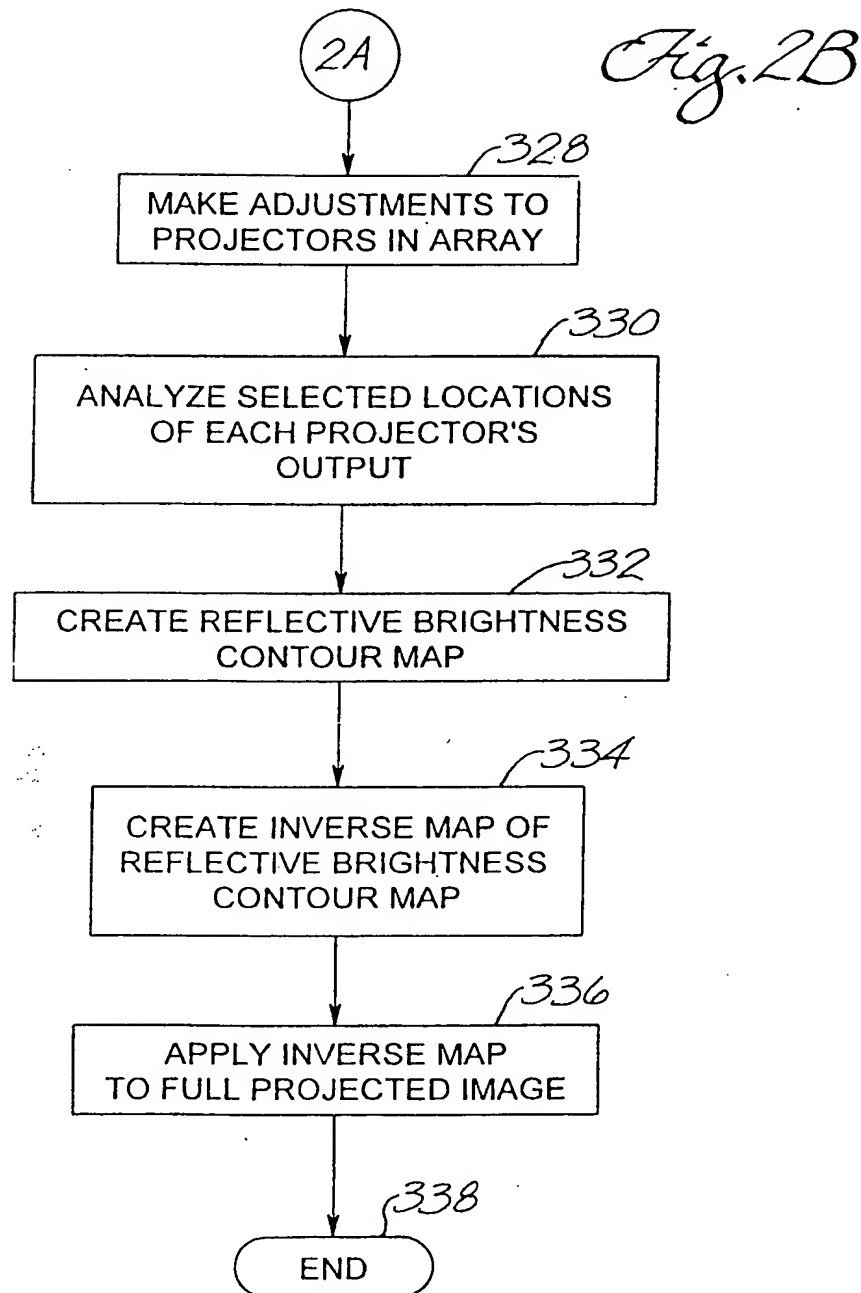 2A
Fig. 2B
328
MAKE ADJUSTMENTS TO
PROJECTORS IN ARRAY
330
ANALYZE SELECTED LOCATIONS
OF EACH PROJECTOR'S
OUTPUT
332
CREATE REFLECTIVE BRIGHTNESS
CONTOUR MAP
334
CREATE INVERSE MAP OF
REFLECTIVE BRIGHTNESS
CONTOUR MAP
336
APPLY INVERSE MAP
TO FULL PROJECTED IMAGE
338
END